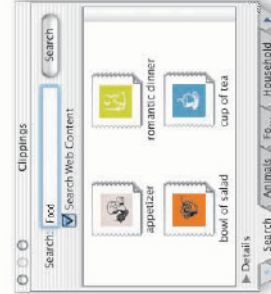 Clippings
Search: Food Search
Search Web Content
appetizer romantic dinner
bowl of salad cup of tea
Details
Search Animals Fo... Household